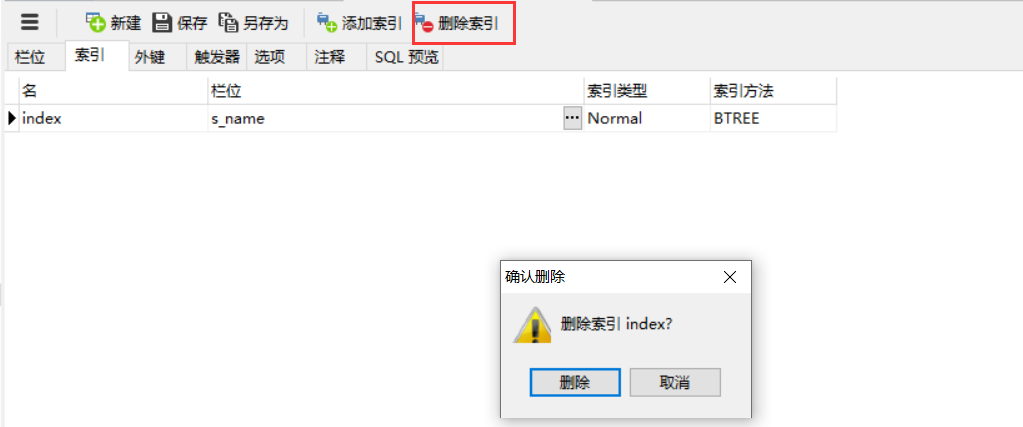 新建 保存 另存为 添加索引 删除索引
栏位 索引 外键 触发器 选项 注释 SQL 预览
名 栏位 索引类型 索引方法
index s_name ... Normal BTREE
确认删除
删除索引 index?
删除 取消